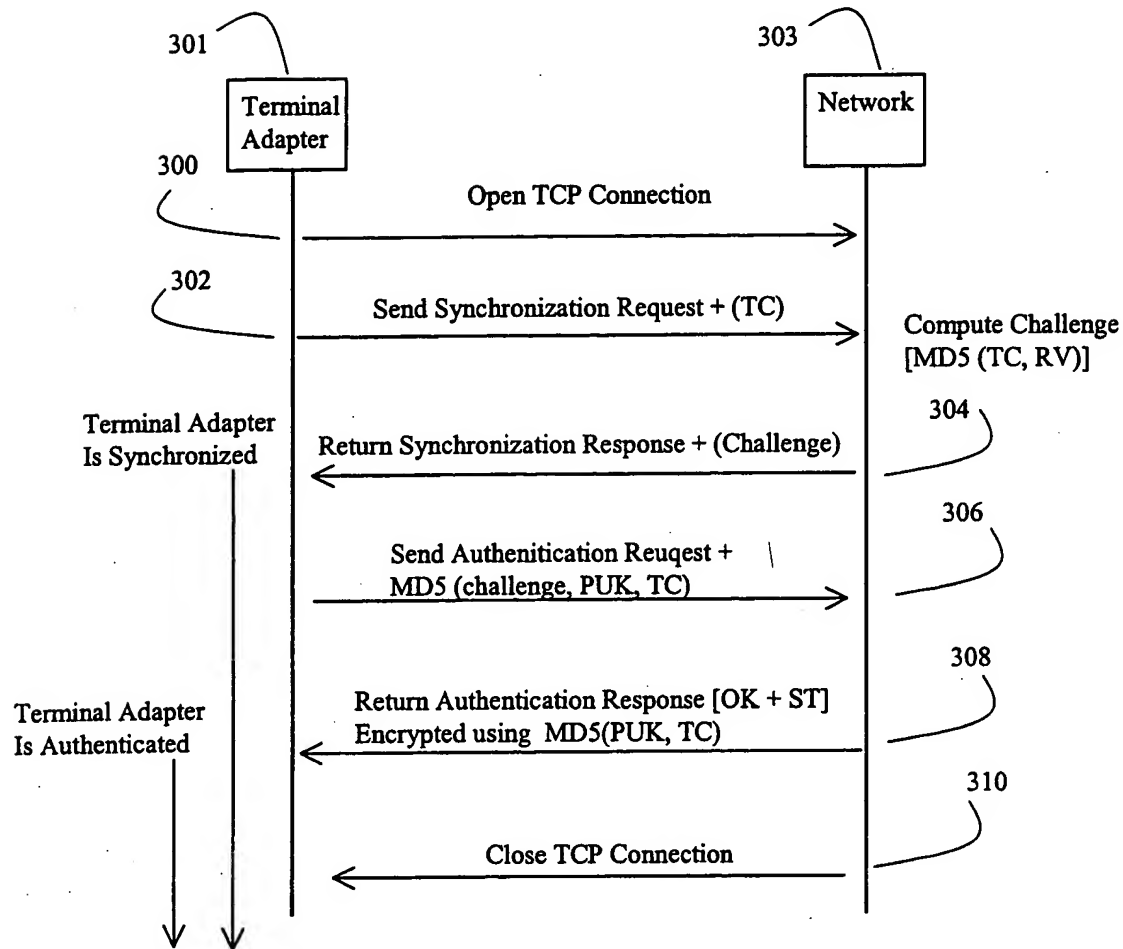 301
303
Terminal
Adapter
Network
300
Open TCP Connection
302
Send Synchronization Request + (TC)
Compute Challenge
[MD5 (TC, RV)]
304
Terminal Adapter
Is Synchronized
Return Synchronization Response + (Challenge)
306
Send Authenitication Reuqest +
MD5 (challenge, PUK, TC)
308
Return Authentication Response [OK + ST]
Encrypted using MD5(PUK, TC)
Terminal Adapter
Is Authenticated
310
Close TCP Connection